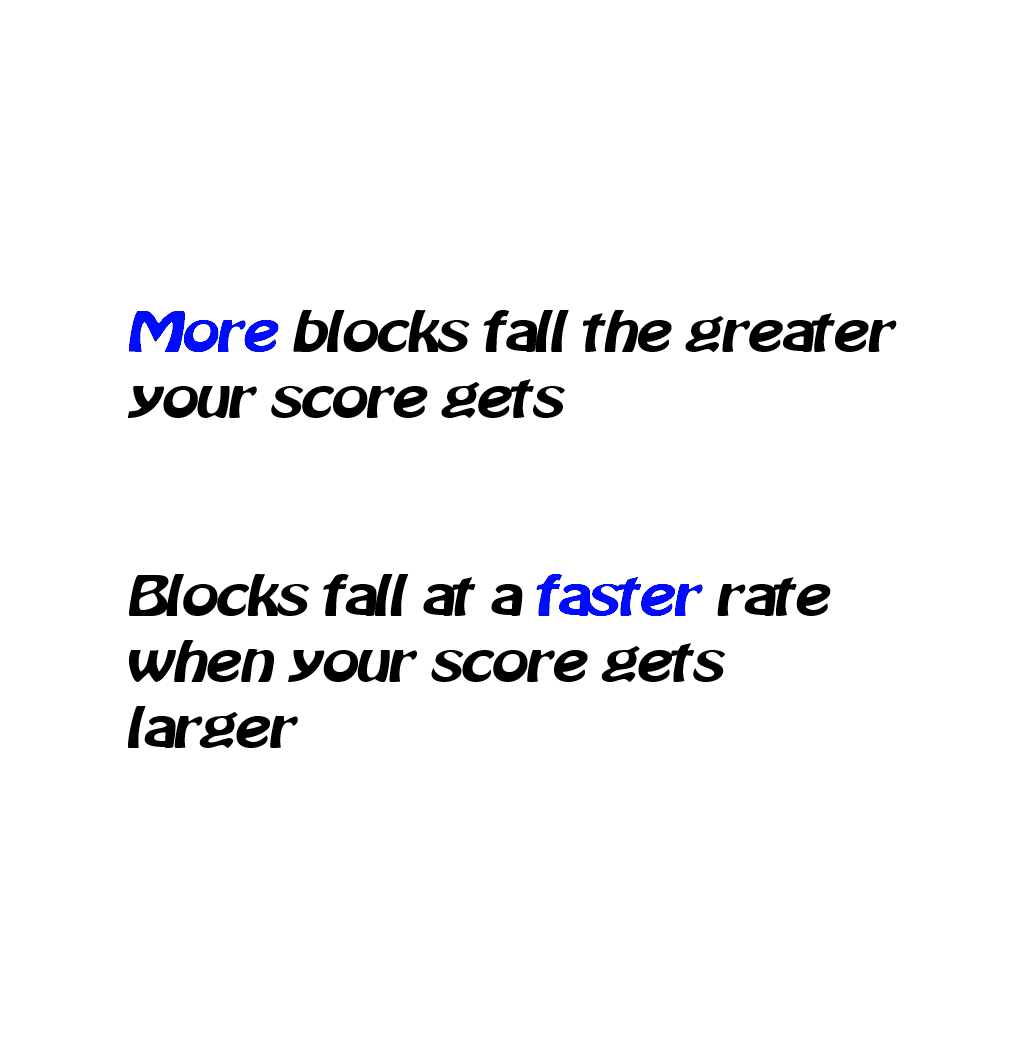 More blocks fall the greater
your score gets
Blocks fall at a faster rate
when your score gets
larger